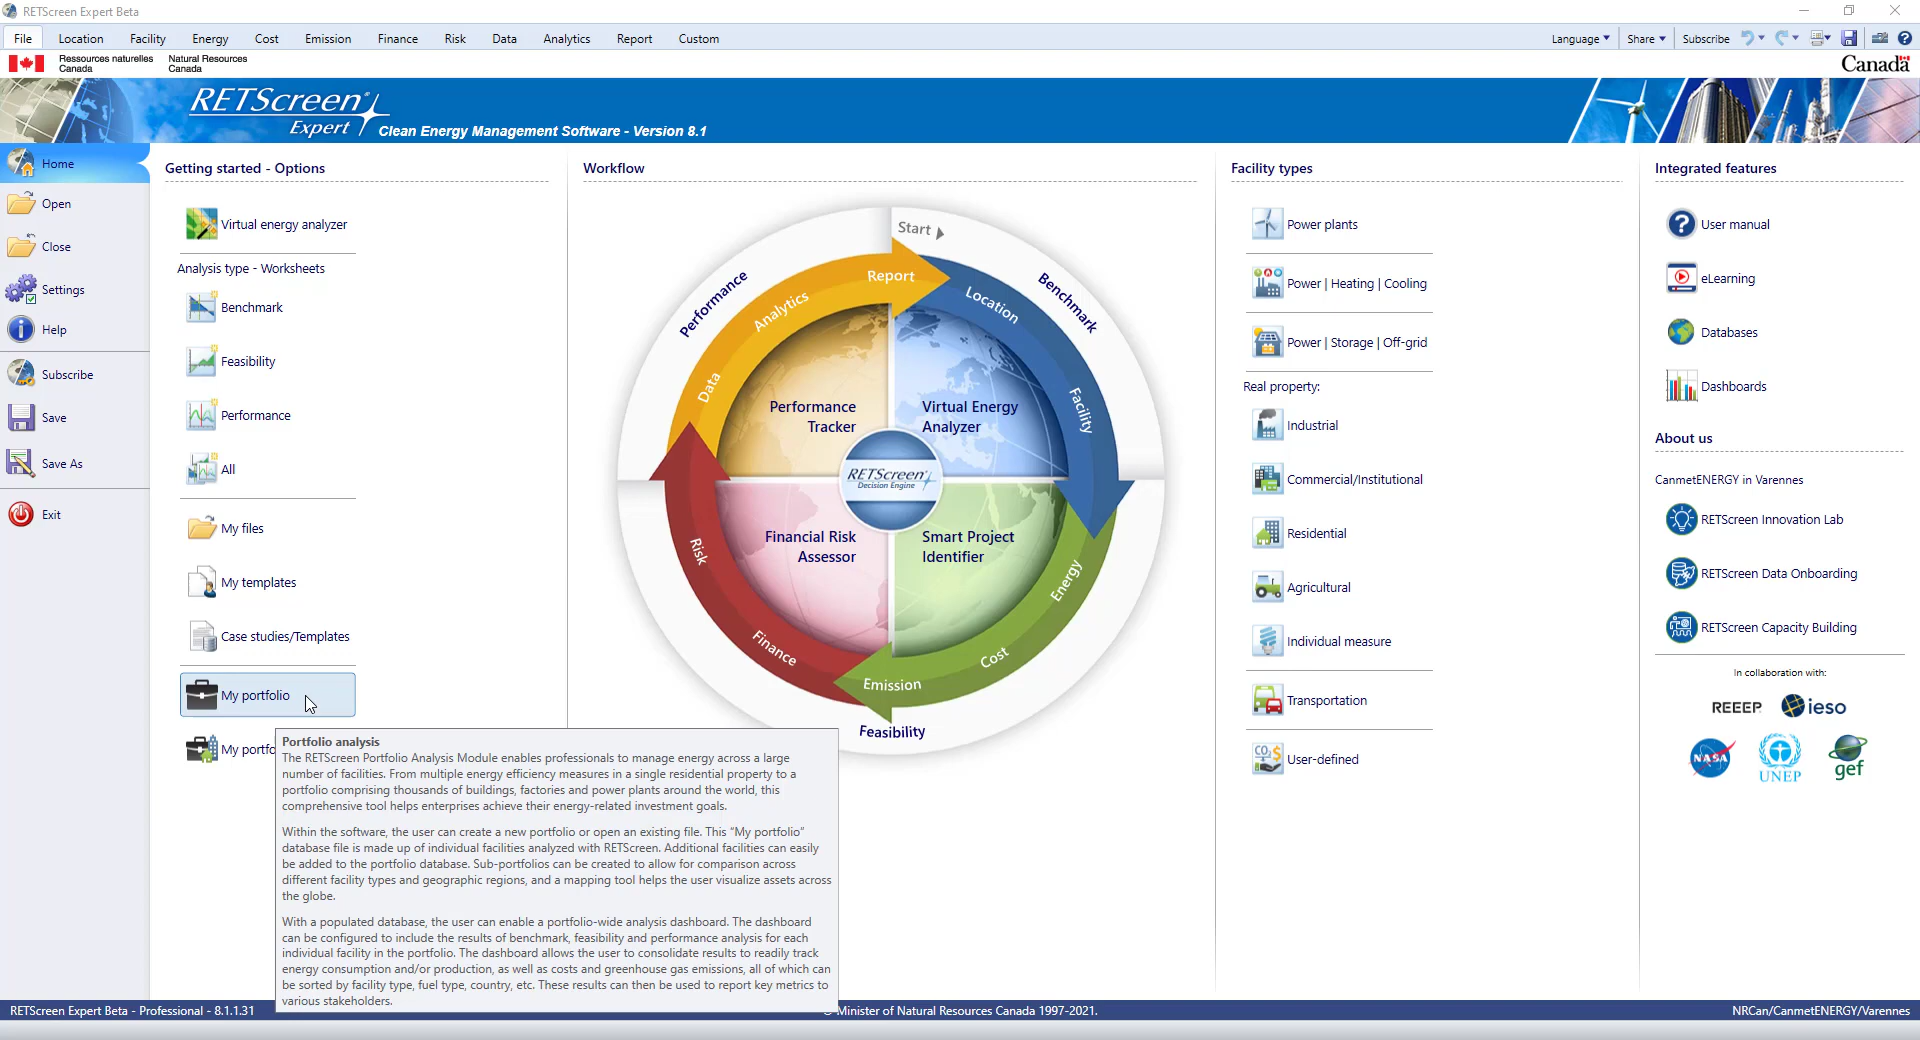 RETScreen Expert Beta
File Location Facility Energy Cost Emission Finance Risk Data Analytics Report Custom Language Share Subscribe
Ressources naturelles Canada
Natural Resources Canada
Canada
RETScreen® Expert
Clean Energy Management Software - Version 8.1
Home
Open
Close
Settings
Help
Subscribe
Save
Save As
Exit
Getting started - Options
Virtual energy analyzer
Analysis type - Worksheets
Benchmark
Feasibility
Performance
All
My files
My templates
Case studies/Templates
My portfolio
My portfo
Portfolio analysis
The RETScreen Portfolio Analysis Module enables professionals to manage energy across a large
number of facilities. From multiple energy efficiency measures in a single residential property to a
portfolio comprising thousands of buildings, factories and power plants around the world, this
comprehensive tool helps enterprises achieve their energy-related investment goals.
Within the software, the user can create a new portfolio or open an existing file. This "My portfolio"
database file is made up of individual facilities analyzed with RETScreen. Additional facilities can easily
be added to the portfolio database. Sub-portfolios can be created to allow for comparison across
different facility types and geographic regions, and a mapping tool helps the user visualize assets across
the globe.
With a populated database, the user can enable a portfolio-wide analysis dashboard. The dashboard
can be configured to include the results of benchmark, feasibility and performance analysis for each
individual facility in the portfolio. The dashboard allows the user to consolidate results to readily track
energy consumption and/or production, as well as costs and greenhouse gas emissions, all of which can
be sorted by facility type, fuel type, country, etc. These results can then be used to report key metrics to
various stakeholders.
Workflow
Start
Performance
Benchmark
Report
Analytics
Data
Location
Facility
Performance
Tracker
Virtual Energy
Analyzer
RETScreen®
Decision Engine
Financial Risk
Assessor
Smart Project
Identifier
Risk
Finance
Energy
Cost
Emission
Feasibility
Facility types
Power plants
Power | Heating | Cooling
Power | Storage | Off-grid
Real property:
Industrial
Commercial/Institutional
Residential
Agricultural
Individual measure
Transportation
CO₂ $
User-defined
Integrated features
User manual
eLearning
Databases
Dashboards
About us
CanmetENERGY in Varennes
RETScreen Innovation Lab
RETScreen Data Onboarding
RETScreen Capacity Building
In collaboration with:
REEEP
ieso
NASA
UNEP
gef
RETScreen Expert Beta - Professional - 8.1.1.31
© Minister of Natural Resources Canada 1997-2021.
NRCan/CanmetENERGY/Varennes